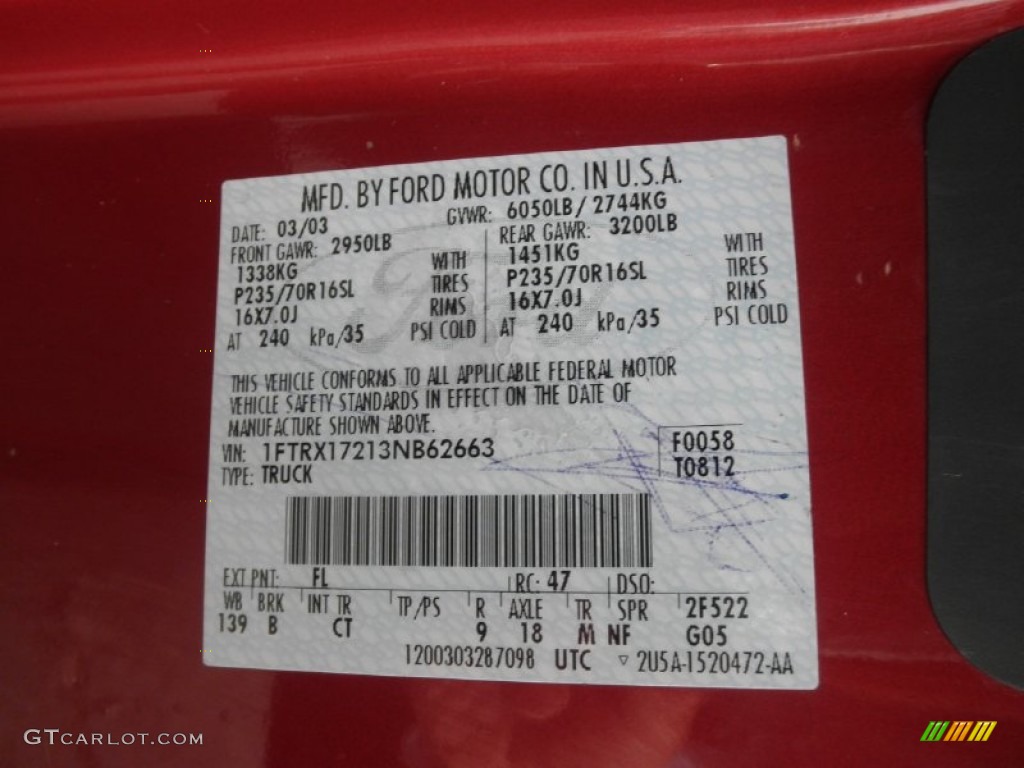 MFD. BY FORD MOTOR CO. IN U.S.A.
DATE: 03/03 GVWR: 6050LB/ 2744KG
FRONT GAWR: 2950LB REAR GAWR: 3200LB
1338KG WITH 1451KG WITH
P235/70R16SL TIRES P235/70R16SL TIRES
16X7.0J RIMS 16X7.0J RIMS
AT 240 kPa/35 PSI COLD AT 240 kPa/35 PSI COLD
THIS VEHICLE CONFORMS TO ALL APPLICABLE FEDERAL MOTOR
VEHICLE SAFETY STANDARDS IN EFFECT ON THE DATE OF
MANUFACTURE SHOWN ABOVE.
VIN: 1FTRX17213NB62663 F0058
TYPE: TRUCK T0812
EXT PNT: FL RC: 47 DSO:
WB BRK INT TR TP/PS R AXLE TR SPR 2F522
139 B CT 9 18 M NF G05
1200303287098 UTC ▽ 2U5A-1520472-AA
GTCARLOT.COM